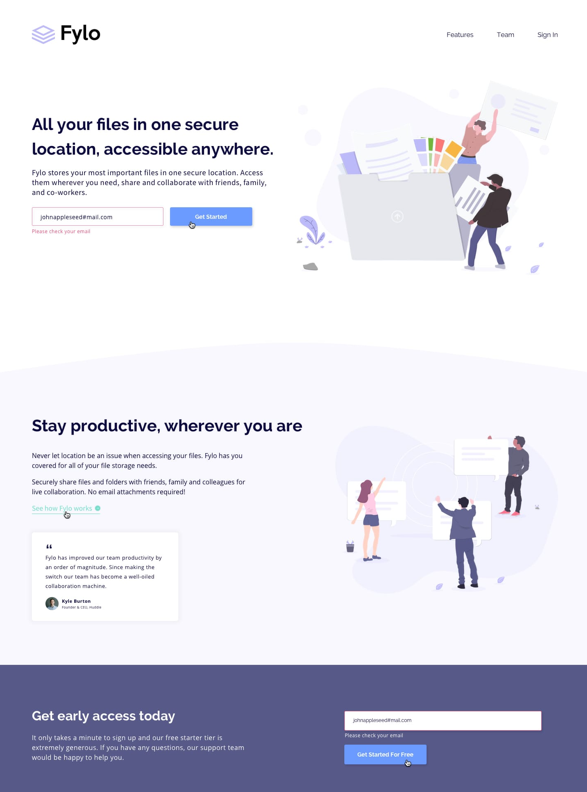 Fylo
Features
Team
Sign In
All your files in one secure
location, accessible anywhere.
Fylo stores your most important files in one secure location. Access
them wherever you need, share and collaborate with friends, family,
and co-workers.
johnappleseed#mail.com
Get Started
Please check your email
Stay productive, wherever you are
Never let location be an issue when accessing your files. Fylo has you
covered for all of your file storage needs.
Securely share files and folders with friends, family and colleagues for
live collaboration. No email attachments required!
See how Fylo works
“
Fylo has improved our team productivity by
an order of magnitude. Since making the
switch our team has become a well-oiled
collaboration machine.
Kyle Burton
Founder & CEO, Huddle
Get early access today
It only takes a minute to sign up and our free starter tier is
extremely generous. If you have any questions, our support team
would be happy to help you.
johnappleseed#mail.com
Please check your email
Get Started For Free